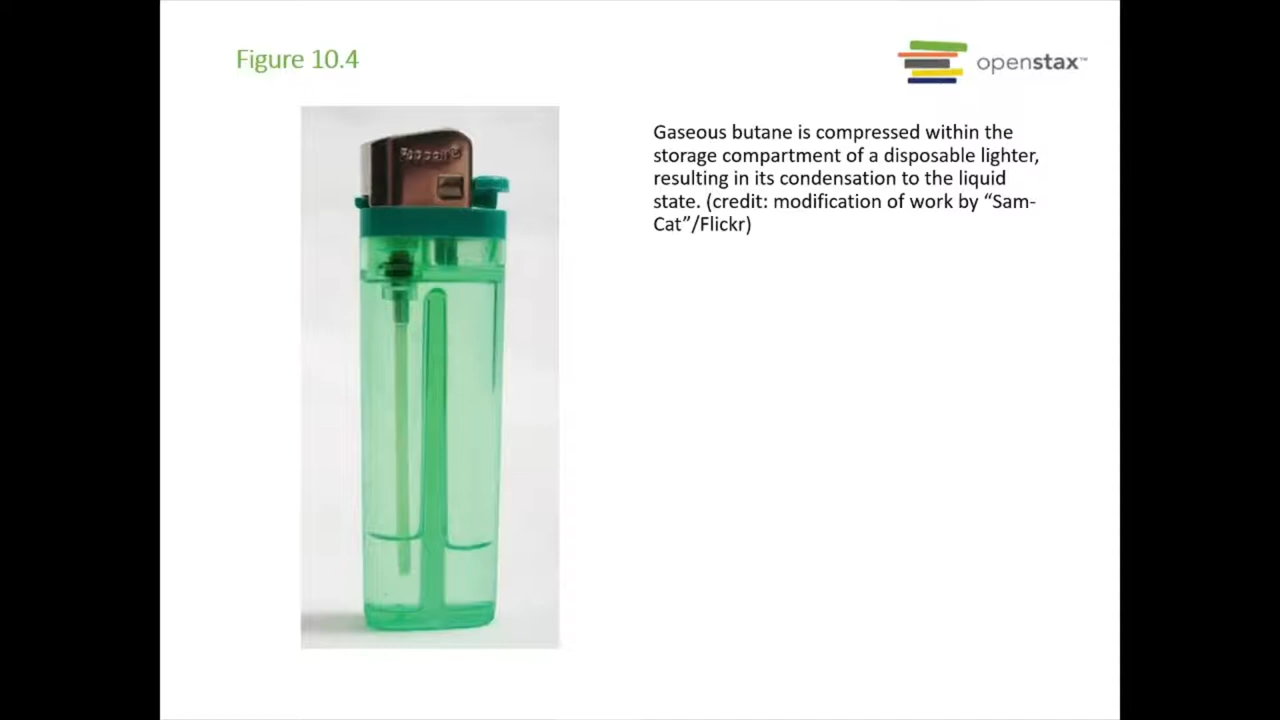 Figure 10.4
openstax™
Gaseous butane is compressed within the
storage compartment of a disposable lighter,
resulting in its condensation to the liquid
state. (credit: modification of work by “Sam-
Cat”/Flickr)